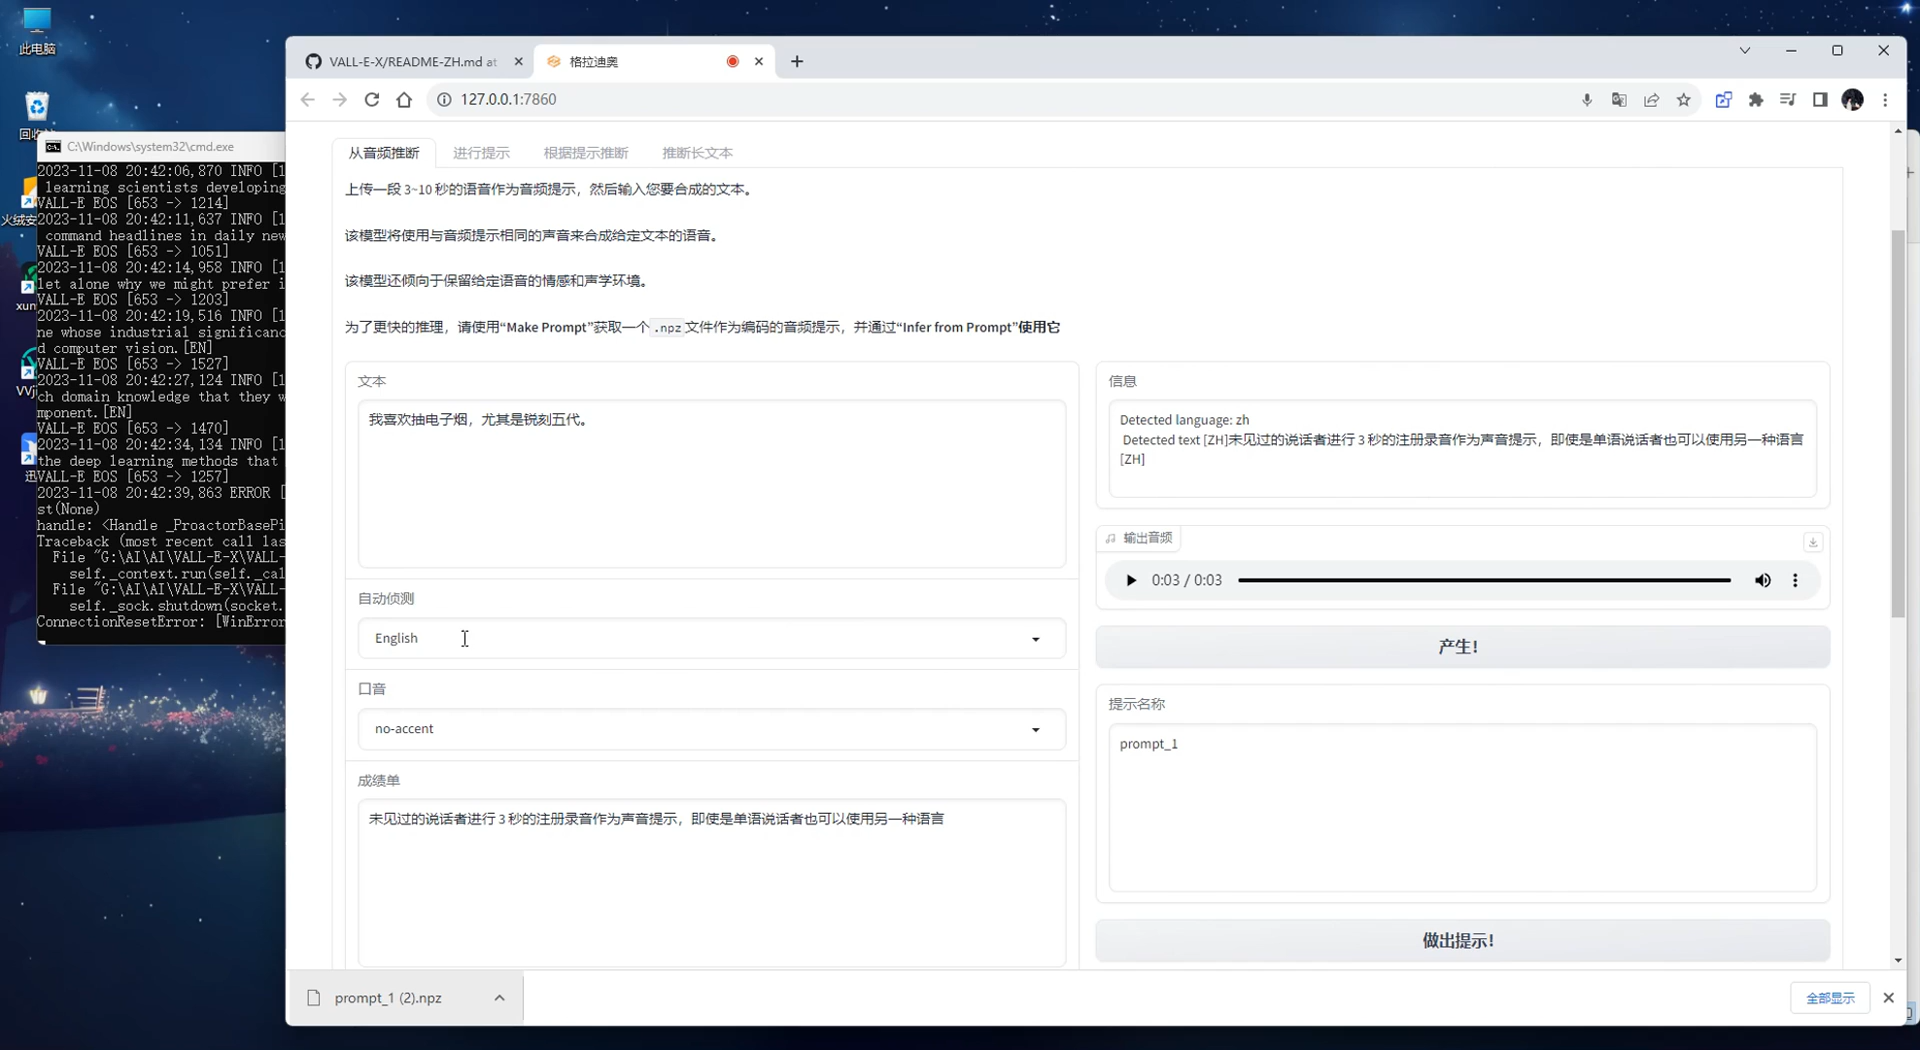 此电脑
VALL-E-X/README-ZH.md at
格拉迪奥
127.0.0.1:7860
C:\Windows\system32\cmd.exe
2023-11-08 20:42:06,870 INFO [1
learning scientists developing
VALL-E EOS [653 -> 1214]
2023-11-08 20:42:11,637 INFO [1
command headlines in daily new
VALL-E EOS [653 -> 1051]
2023-11-08 20:42:14,958 INFO [1
let alone why we might prefer i
VALL-E EOS [653 -> 1203]
2023-11-08 20:42:19,516 INFO [1
ne whose industrial significanc
d computer vision.[EN]
VALL-E EOS [653 -> 1527]
2023-11-08 20:42:27,124 INFO [1
ch domain knowledge that they w
mponent.[EN]
VALL-E EOS [653 -> 1470]
2023-11-08 20:42:34,134 INFO [1
the deep learning methods that
VALL-E EOS [653 -> 1257]
2023-11-08 20:42:39,863 ERROR [
st(None)
handle: <Handle _ProactorBasePi
Traceback (most recent call las
File "G:\AI\AI\VALL-E-X\VALL-
self._context.run(self._cal
File "G:\AI\AI\VALL-E-X\VALL-
self._sock.shutdown(socket.
ConnectionResetError: [WinError
从音频推断
进行提示
根据提示推断
推断长文本
上传一段 3~10 秒的语音作为音频提示，然后输入您要合成的文本。
该模型将使用与音频提示相同的声音来合成给定文本的语音。
该模型还倾向于保留给定语音的情感和声学环境。
为了更快的推理，请使用“Make Prompt”获取一个 .npz 文件作为编码的音频提示，并通过“Infer from Prompt”使用它
文本
我喜欢抽电子烟，尤其是锐刻五代。
自动侦测
English
口音
no-accent
成绩单
未见过的说话者进行 3 秒的注册录音作为声音提示，即使是单语说话者也可以使用另一种语言
信息
Detected language: zh
Detected text [ZH]未见过的说话者进行 3 秒的注册录音作为声音提示，即使是单语说话者也可以使用另一种语言
[ZH]
输出音频
0:03 / 0:03
产生！
提示名称
prompt_1
做出提示！
prompt_1 (2).npz
全部显示